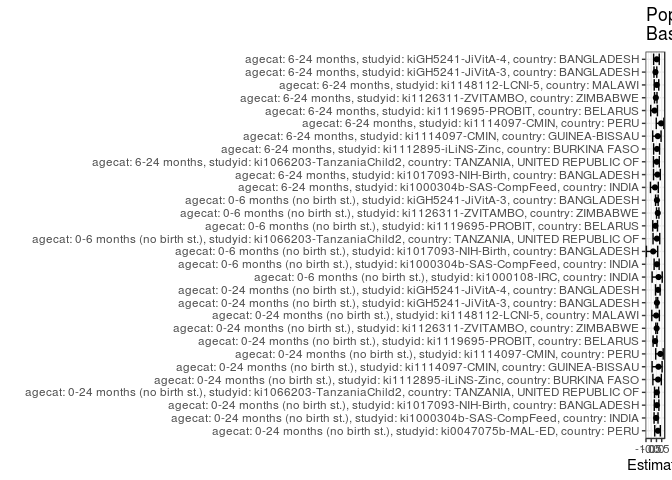 Pop
Bas
agecat: 6-24 months, studyid: kiGH5241-JiVitA-4, country: BANGLADESH
agecat: 6-24 months, studyid: kiGH5241-JiVitA-3, country: BANGLADESH
agecat: 6-24 months, studyid: ki1148112-LCNI-5, country: MALAWI
agecat: 6-24 months, studyid: ki1126311-ZVITAMBO, country: ZIMBABWE
agecat: 6-24 months, studyid: ki1119695-PROBIT, country: BELARUS
agecat: 6-24 months, studyid: ki1114097-CMIN, country: PERU
agecat: 6-24 months, studyid: ki1114097-CMIN, country: GUINEA-BISSAU
agecat: 6-24 months, studyid: ki1112895-iLiNS-Zinc, country: BURKINA FASO
agecat: 6-24 months, studyid: ki1066203-TanzaniaChild2, country: TANZANIA, UNITED REPUBLIC OF
agecat: 6-24 months, studyid: ki1017093-NIH-Birth, country: BANGLADESH
agecat: 6-24 months, studyid: ki1000304b-SAS-CompFeed, country: INDIA
agecat: 0-6 months (no birth st.), studyid: kiGH5241-JiVitA-3, country: BANGLADESH
agecat: 0-6 months (no birth st.), studyid: ki1126311-ZVITAMBO, country: ZIMBABWE
agecat: 0-6 months (no birth st.), studyid: ki1119695-PROBIT, country: BELARUS
agecat: 0-6 months (no birth st.), studyid: ki1066203-TanzaniaChild2, country: TANZANIA, UNITED REPUBLIC OF
agecat: 0-6 months (no birth st.), studyid: ki1017093-NIH-Birth, country: BANGLADESH
agecat: 0-6 months (no birth st.), studyid: ki1000304b-SAS-CompFeed, country: INDIA
agecat: 0-6 months (no birth st.), studyid: ki1000108-IRC, country: INDIA
agecat: 0-24 months (no birth st.), studyid: kiGH5241-JiVitA-4, country: BANGLADESH
agecat: 0-24 months (no birth st.), studyid: kiGH5241-JiVitA-3, country: BANGLADESH
agecat: 0-24 months (no birth st.), studyid: ki1148112-LCNI-5, country: MALAWI
agecat: 0-24 months (no birth st.), studyid: ki1126311-ZVITAMBO, country: ZIMBABWE
agecat: 0-24 months (no birth st.), studyid: ki1119695-PROBIT, country: BELARUS
agecat: 0-24 months (no birth st.), studyid: ki1114097-CMIN, country: PERU
agecat: 0-24 months (no birth st.), studyid: ki1114097-CMIN, country: GUINEA-BISSAU
agecat: 0-24 months (no birth st.), studyid: ki1112895-iLiNS-Zinc, country: BURKINA FASO
agecat: 0-24 months (no birth st.), studyid: ki1066203-TanzaniaChild2, country: TANZANIA, UNITED REPUBLIC OF
agecat: 0-24 months (no birth st.), studyid: ki1017093-NIH-Birth, country: BANGLADESH
agecat: 0-24 months (no birth st.), studyid: ki1000304b-SAS-CompFeed, country: INDIA
agecat: 0-24 months (no birth st.), studyid: ki0047075b-MAL-ED, country: PERU
Estima